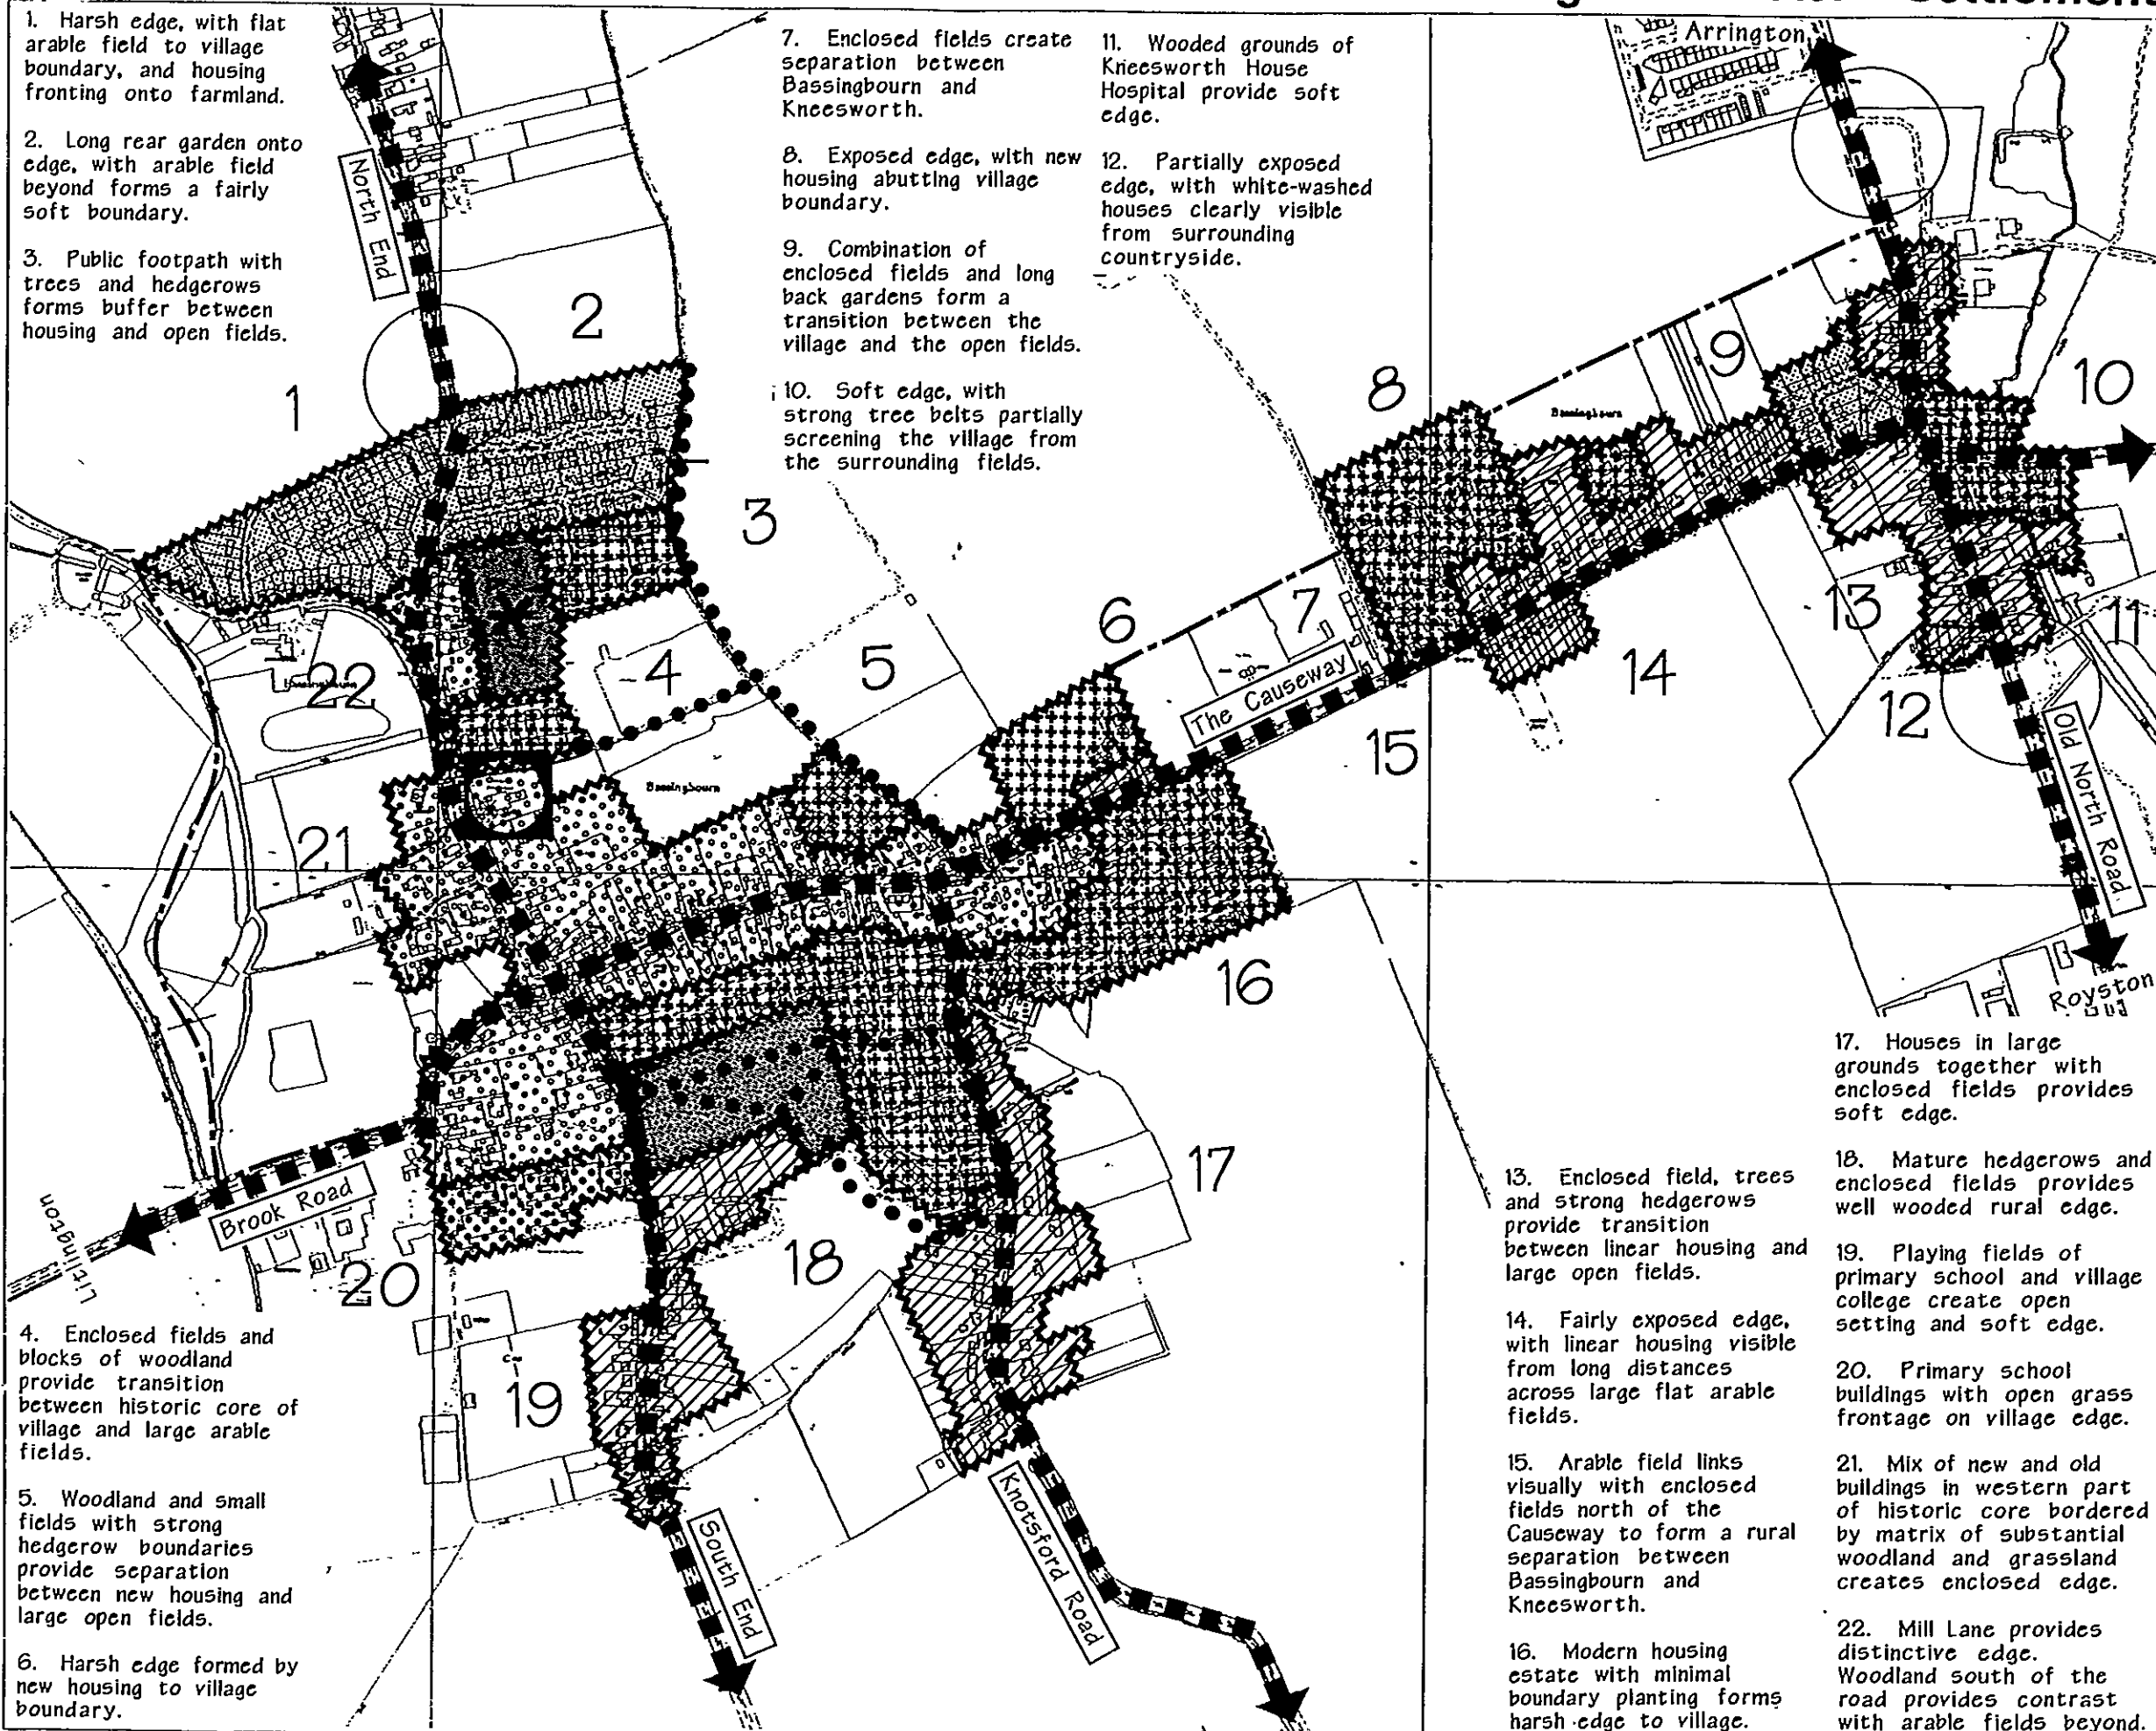 Settlement
1. Harsh edge, with flat
arable field to village
boundary, and housing
fronting onto farmland.
2. Long rear garden onto
edge, with arable field
beyond forms a fairly
soft boundary.
3. Public footpath with
trees and hedgerows
forms buffer between
housing and open fields.
7. Enclosed fields create
separation between
Bassingbourn and
Kneesworth.
8. Exposed edge, with new
housing abutting village
boundary.
9. Combination of
enclosed fields and long
back gardens form a
transition between the
village and the open fields.
10. Soft edge, with
strong tree belts partially
screening the village from
the surrounding fields.
11. Wooded grounds of
Kneesworth House
Hospital provide soft
edge.
12. Partially exposed
edge, with white-washed
houses clearly visible
from surrounding
countryside.
Arrington
North End
1
2
3
4
5
6
7
8
9
10
11
12
13
14
15
16
17
18
19
20
21
22
Bassingbourn
Bassingbourn
The Causeway
Old North Road
Royston
Brook Road
Litlington
South End
Knotsford Road
4. Enclosed fields and
blocks of woodland
provide transition
between historic core of
village and large arable
fields.
5. Woodland and small
fields with strong
hedgerow boundaries
provide separation
between new housing and
large open fields.
6. Harsh edge formed by
new housing to village
boundary.
13. Enclosed field, trees
and strong hedgerows
provide transition
between linear housing and
large open fields.
14. Fairly exposed edge,
with linear housing visible
from long distances
across large flat arable
fields.
15. Arable field links
visually with enclosed
fields north of the
Causeway to form a rural
separation between
Bassingbourn and
Kneesworth.
16. Modern housing
estate with minimal
boundary planting forms
harsh edge to village.
17. Houses in large
grounds together with
enclosed fields provides
soft edge.
18. Mature hedgerows and
enclosed fields provides
well wooded rural edge.
19. Playing fields of
primary school and village
college create open
setting and soft edge.
20. Primary school
buildings with open grass
frontage on village edge.
21. Mix of new and old
buildings in western part
of historic core bordered
by matrix of substantial
woodland and grassland
creates enclosed edge.
22. Mill Lane provides
distinctive edge.
Woodland south of the
road provides contrast
with arable fields beyond.